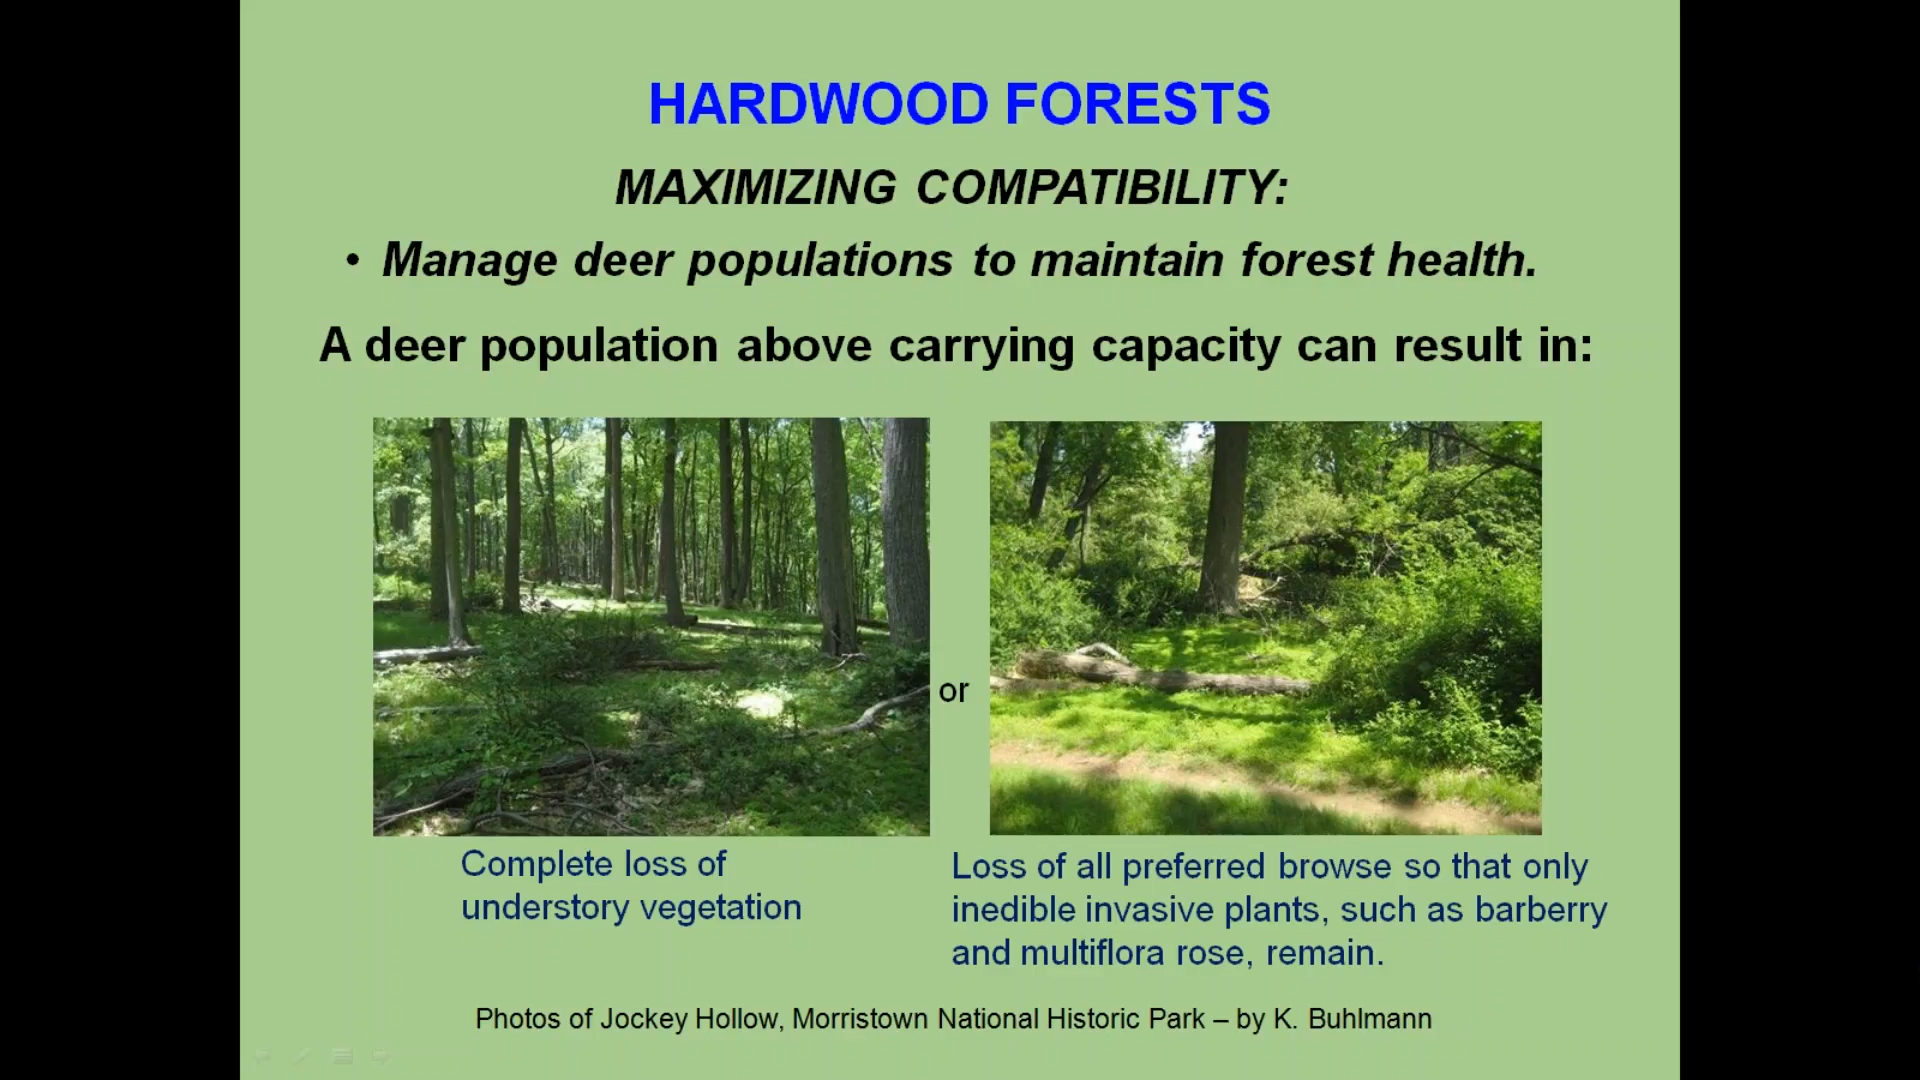 HARDWOOD FORESTS
MAXIMIZING COMPATIBILITY:
• Manage deer populations to maintain forest health.
A deer population above carrying capacity can result in:
or
Complete loss of
understory vegetation
Loss of all preferred browse so that only
inedible invasive plants, such as barberry
and multiflora rose, remain.
Photos of Jockey Hollow, Morristown National Historic Park – by K. Buhlmann